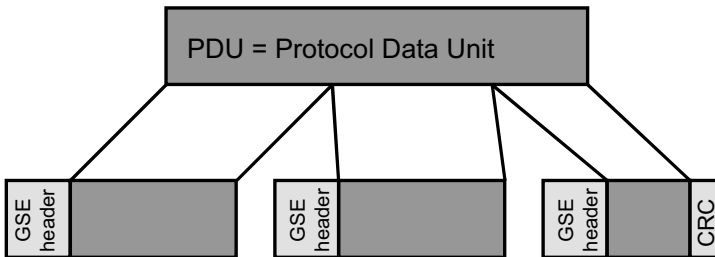 PDU = Protocol Data Unit
GSE
header
GSE
header
GSE
header
CRC